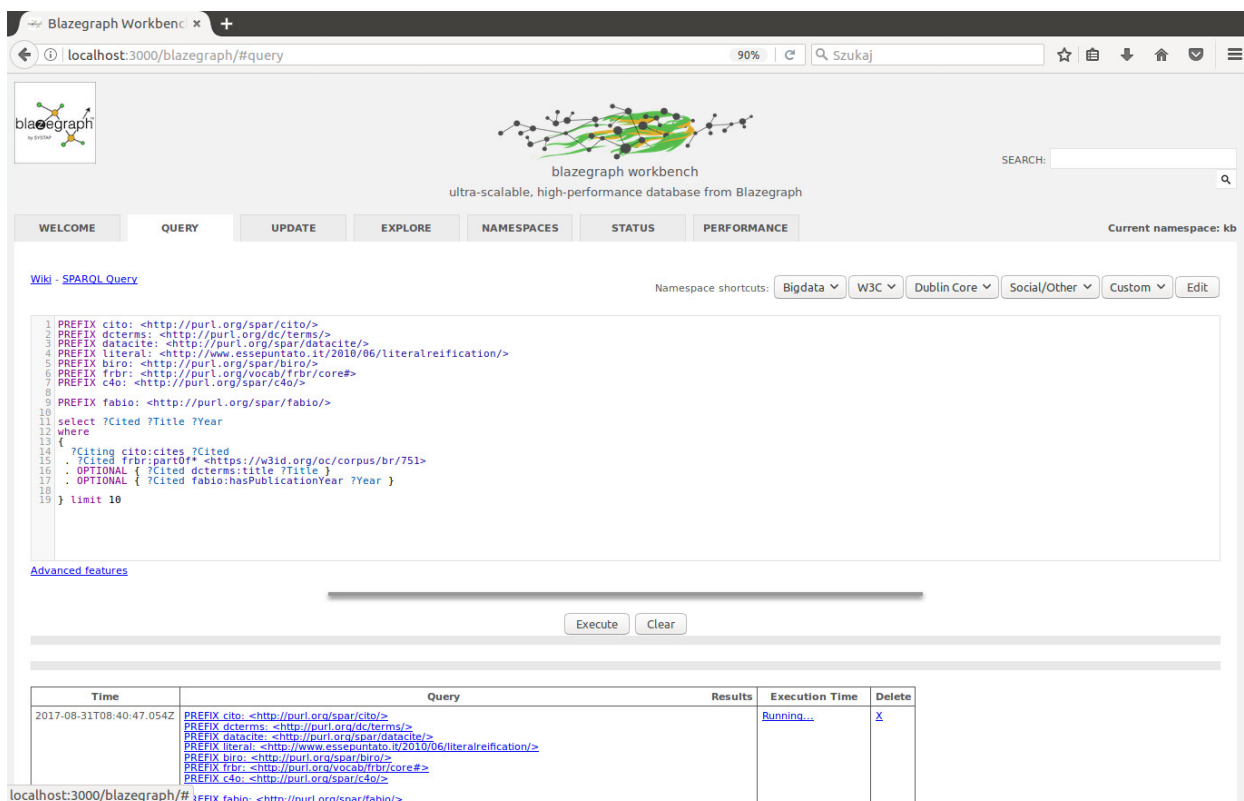 Blazegraph Workbenc × +
localhost:3000/blazegraph/#query 90% Szukaj
blazegraph
by SYSTAP
blazegraph workbench
ultra-scalable, high-performance database from Blazegraph
SEARCH:
WELCOME QUERY UPDATE EXPLORE NAMESPACES STATUS PERFORMANCE Current namespace: kb
Wiki - SPARQL Query Namespace shortcuts: Bigdata W3C Dublin Core Social/Other Custom Edit
1 PREFIX cito: <http://purl.org/spar/cito/>
2 PREFIX dcterms: <http://purl.org/dc/terms/>
3 PREFIX datacite: <http://purl.org/spar/datacite/>
4 PREFIX literal: <http://www.essepuntato.it/2010/06/literalreification/>
5 PREFIX biro: <http://purl.org/spar/biro/>
6 PREFIX frbr: <http://purl.org/vocab/frbr/core#>
7 PREFIX c4o: <http://purl.org/spar/c4o/>
8
9 PREFIX fabio: <http://purl.org/spar/fabio/>
10
11 select ?Cited ?Title ?Year
12 where
13 {
14 ?Citing cito:cites ?Cited
15 . ?Cited frbr:partOf* <https://w3id.org/oc/corpus/br/751>
16 . OPTIONAL { ?Cited dcterms:title ?Title }
17 . OPTIONAL { ?Cited fabio:hasPublicationYear ?Year }
18
19 } limit 10
Advanced features
Execute Clear
Time Query Results Execution Time Delete
2017-08-31T08:40:47.054Z PREFIX cito: <http://purl.org/spar/cito/> Running... X
PREFIX dcterms: <http://purl.org/dc/terms/>
PREFIX datacite: <http://purl.org/spar/datacite/>
PREFIX literal: <http://www.essepuntato.it/2010/06/literalreification/>
PREFIX biro: <http://purl.org/spar/biro/>
PREFIX frbr: <http://purl.org/vocab/frbr/core#>
PREFIX c4o: <http://purl.org/spar/c4o/>
localhost:3000/blazegraph/# PREFIX fabio: <http://purl.org/spar/fabio/>